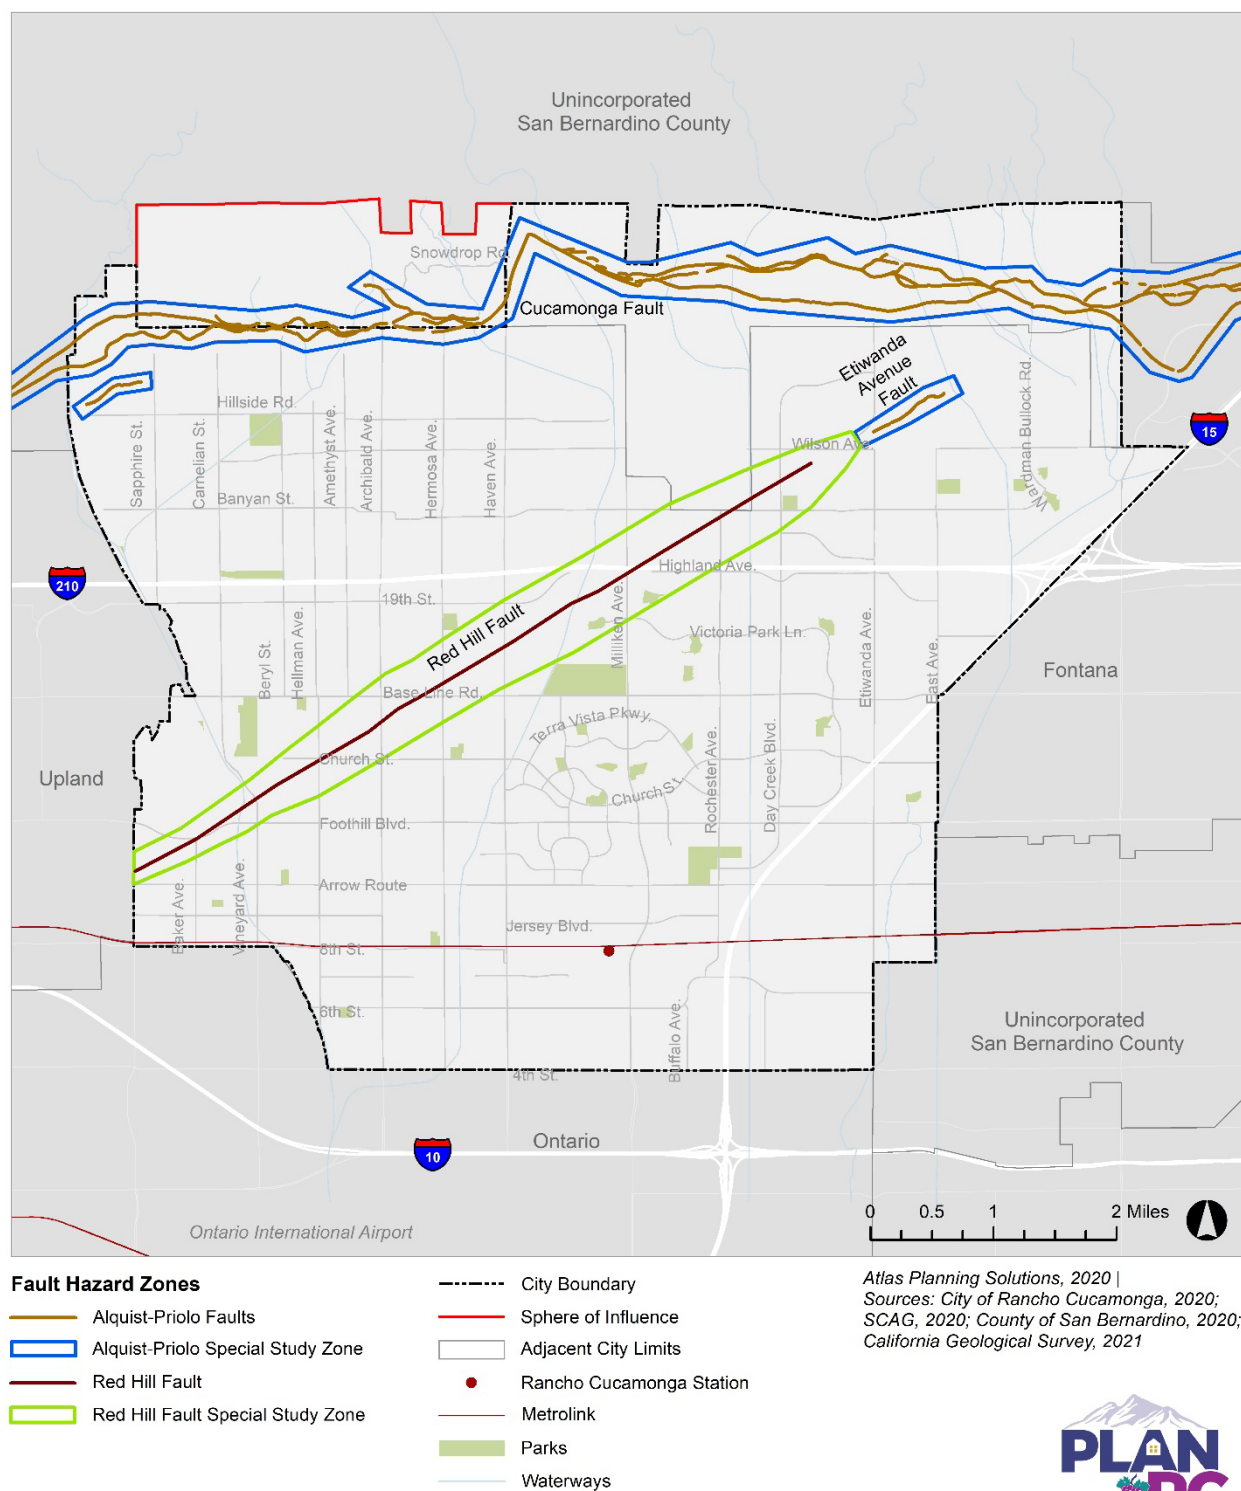 Unincorporated
San Bernardino County
Snowdrop Rd.
Cucamonga Fault
Etiwanda
Avenue
Fault
Hillside Rd.
Wilson Ave.
15
Sapphire St.
Carnelian St.
Amethyst Ave.
Archibald Ave.
Hermosa Ave.
Haven Ave.
Wardman Bullock Rd.
Banyan St.
210
Highland Ave.
19th St.
Red Hill Fault
Milliken Ave.
Victoria Park Ln.
Beryl St.
Hellman Ave.
Etiwanda Ave.
East Ave.
Fontana
Base Line Rd.
Terra Vista Pkwy.
Upland
Church St.
Church St.
Rochester Ave.
Day Creek Blvd.
Foothill Blvd.
Arrow Route
Baker Ave.
Vineyard Ave.
Jersey Blvd.
8th St.
6th St.
Buffalo Ave.
Unincorporated
San Bernardino County
4th St.
Ontario
10
Ontario International Airport
0 0.5 1 2 Miles
Fault Hazard Zones
Alquist-Priolo Faults
Alquist-Priolo Special Study Zone
Red Hill Fault
Red Hill Fault Special Study Zone
City Boundary
Sphere of Influence
Adjacent City Limits
Rancho Cucamonga Station
Metrolink
Parks
Waterways
Atlas Planning Solutions, 2020 |
Sources: City of Rancho Cucamonga, 2020;
SCAG, 2020; County of San Bernardino, 2020;
California Geological Survey, 2021
PLAN
RC